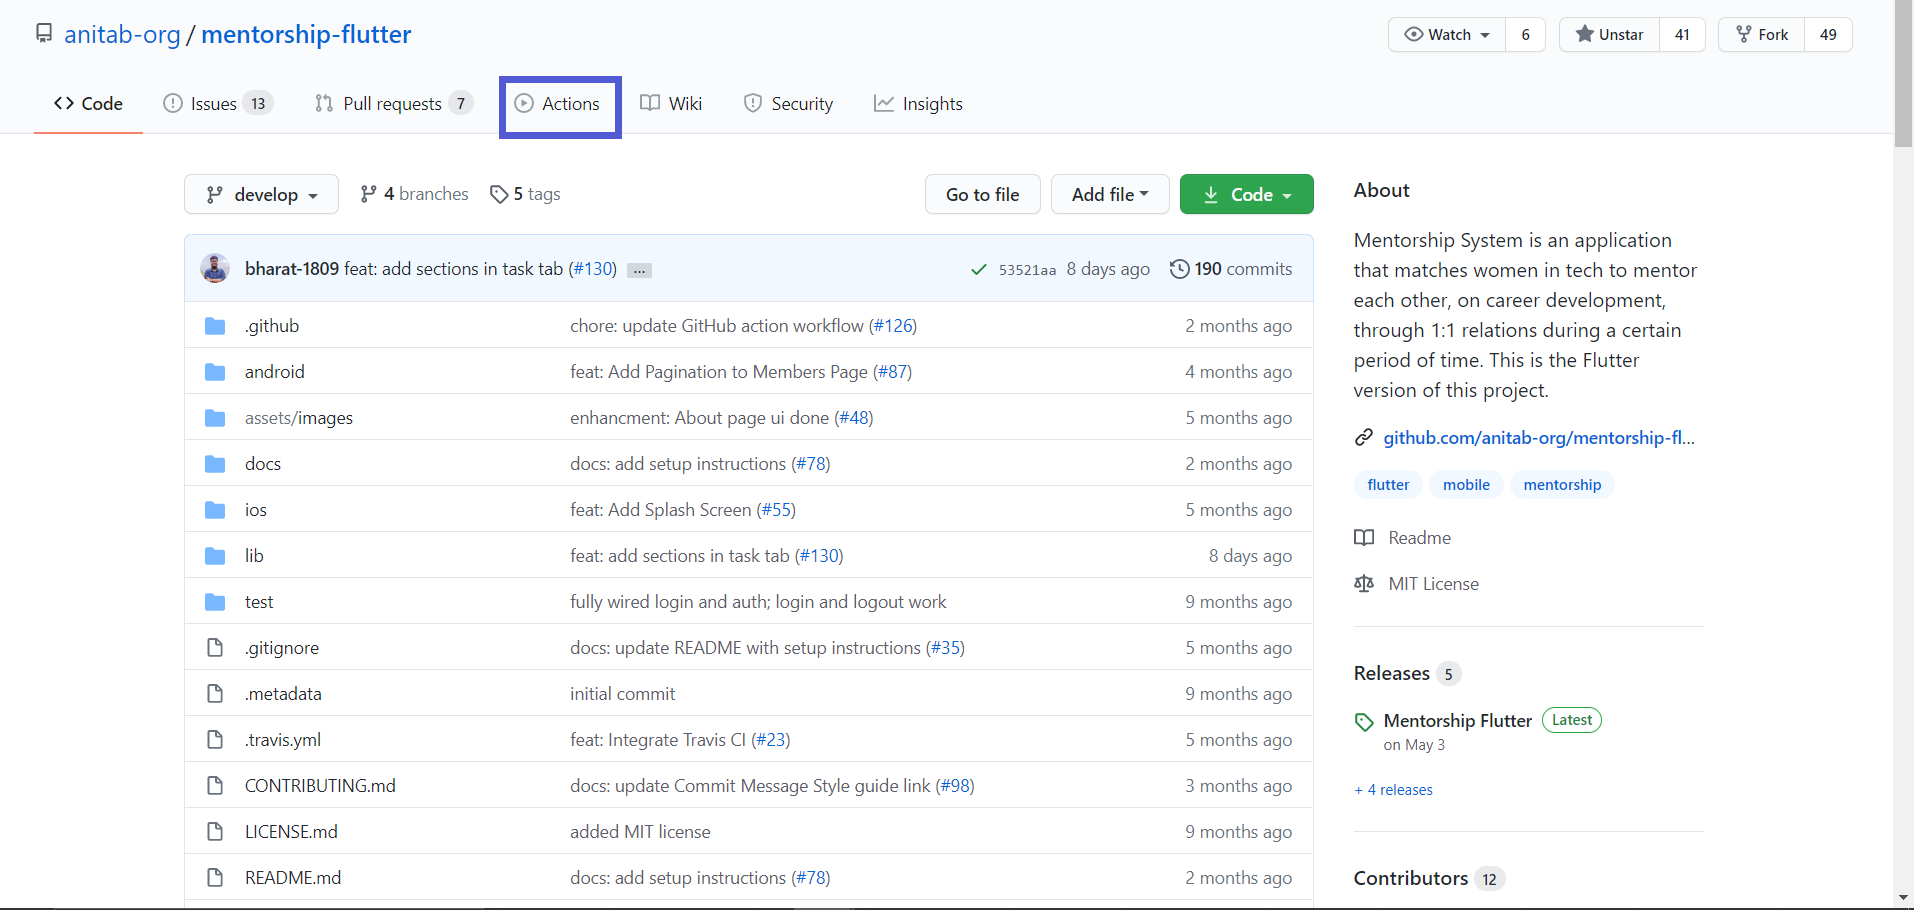 anitab-org / mentorship-flutter
Watch 6 Unstar 41 Fork 49
Code Issues 13 Pull requests 7 Actions Wiki Security Insights
develop 4 branches 5 tags Go to file Add file Code
bharat-1809 feat: add sections in task tab (#130) ... 53521aa 8 days ago 190 commits
.github chore: update GitHub action workflow (#126) 2 months ago
android feat: Add Pagination to Members Page (#87) 4 months ago
assets/images enhancment: About page ui done (#48) 5 months ago
docs docs: add setup instructions (#78) 2 months ago
ios feat: Add Splash Screen (#55) 5 months ago
lib feat: add sections in task tab (#130) 8 days ago
test fully wired login and auth; login and logout work 9 months ago
.gitignore docs: update README with setup instructions (#35) 5 months ago
.metadata initial commit 9 months ago
.travis.yml feat: Integrate Travis CI (#23) 5 months ago
CONTRIBUTING.md docs: update Commit Message Style guide link (#98) 3 months ago
LICENSE.md added MIT license 9 months ago
README.md docs: add setup instructions (#78) 2 months ago
About
Mentorship System is an application
that matches women in tech to mentor
each other, on career development,
through 1:1 relations during a certain
period of time. This is the Flutter
version of this project.
github.com/anitab-org/mentorship-fl...
flutter mobile mentorship
Readme
MIT License
Releases 5
Mentorship Flutter Latest
on May 3
+ 4 releases
Contributors 12